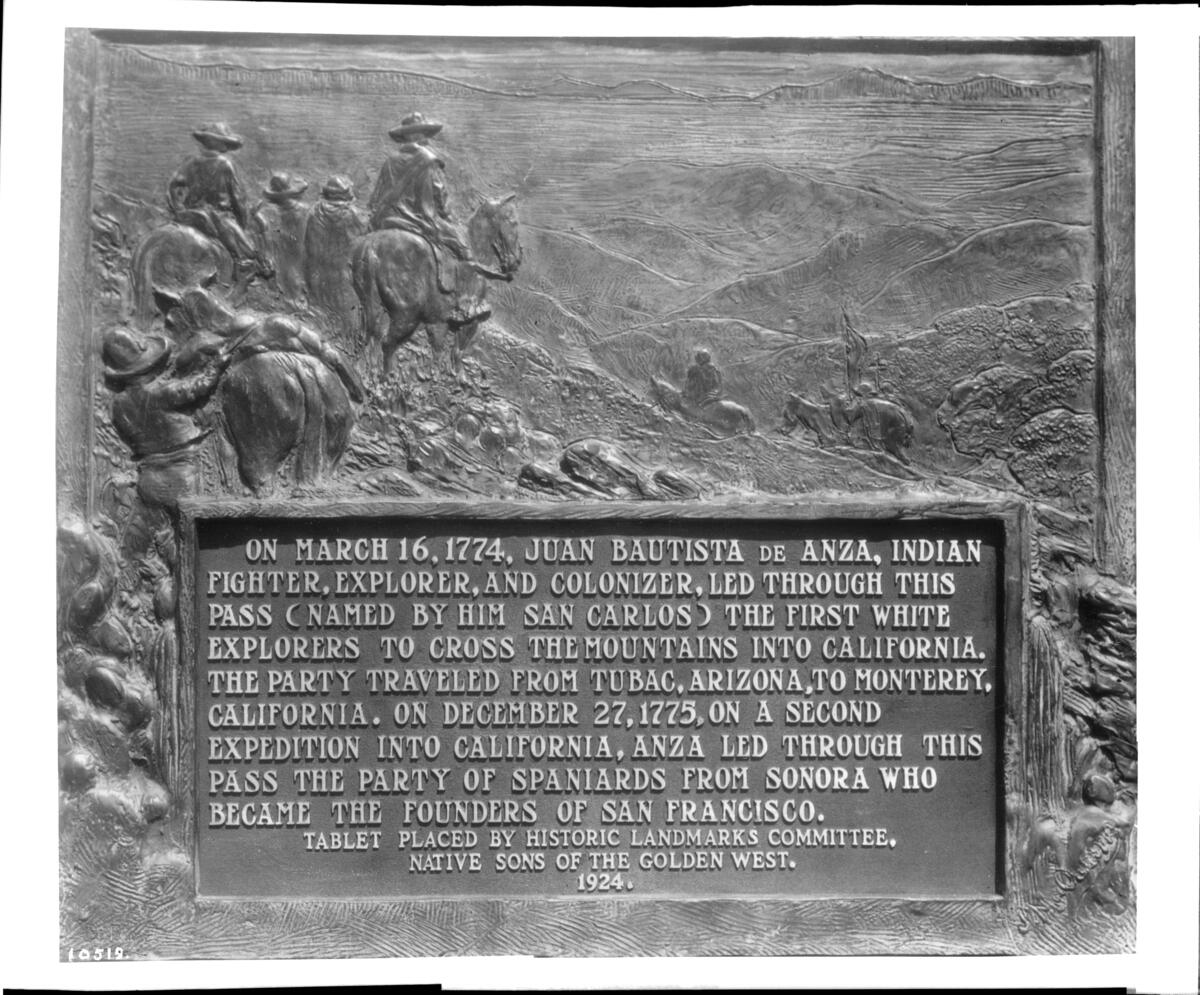 ON MARCH 16, 1774, JUAN BAUTISTA DE ANZA, INDIAN
FIGHTER, EXPLORER, AND COLONIZER, LED THROUGH THIS
PASS (NAMED BY HIM SAN CARLOS) THE FIRST WHITE
EXPLORERS TO CROSS THE MOUNTAINS INTO CALIFORNIA.
THE PARTY TRAVELED FROM TUBAC, ARIZONA, TO MONTEREY,
CALIFORNIA. ON DECEMBER 27, 1775, ON A SECOND
EXPEDITION INTO CALIFORNIA, ANZA LED THROUGH THIS
PASS THE PARTY OF SPANIARDS FROM SONORA WHO
BECAME THE FOUNDERS OF SAN FRANCISCO.
TABLET PLACED BY HISTORIC LANDMARKS COMMITTEE,
NATIVE SONS OF THE GOLDEN WEST.
1924.
10519.